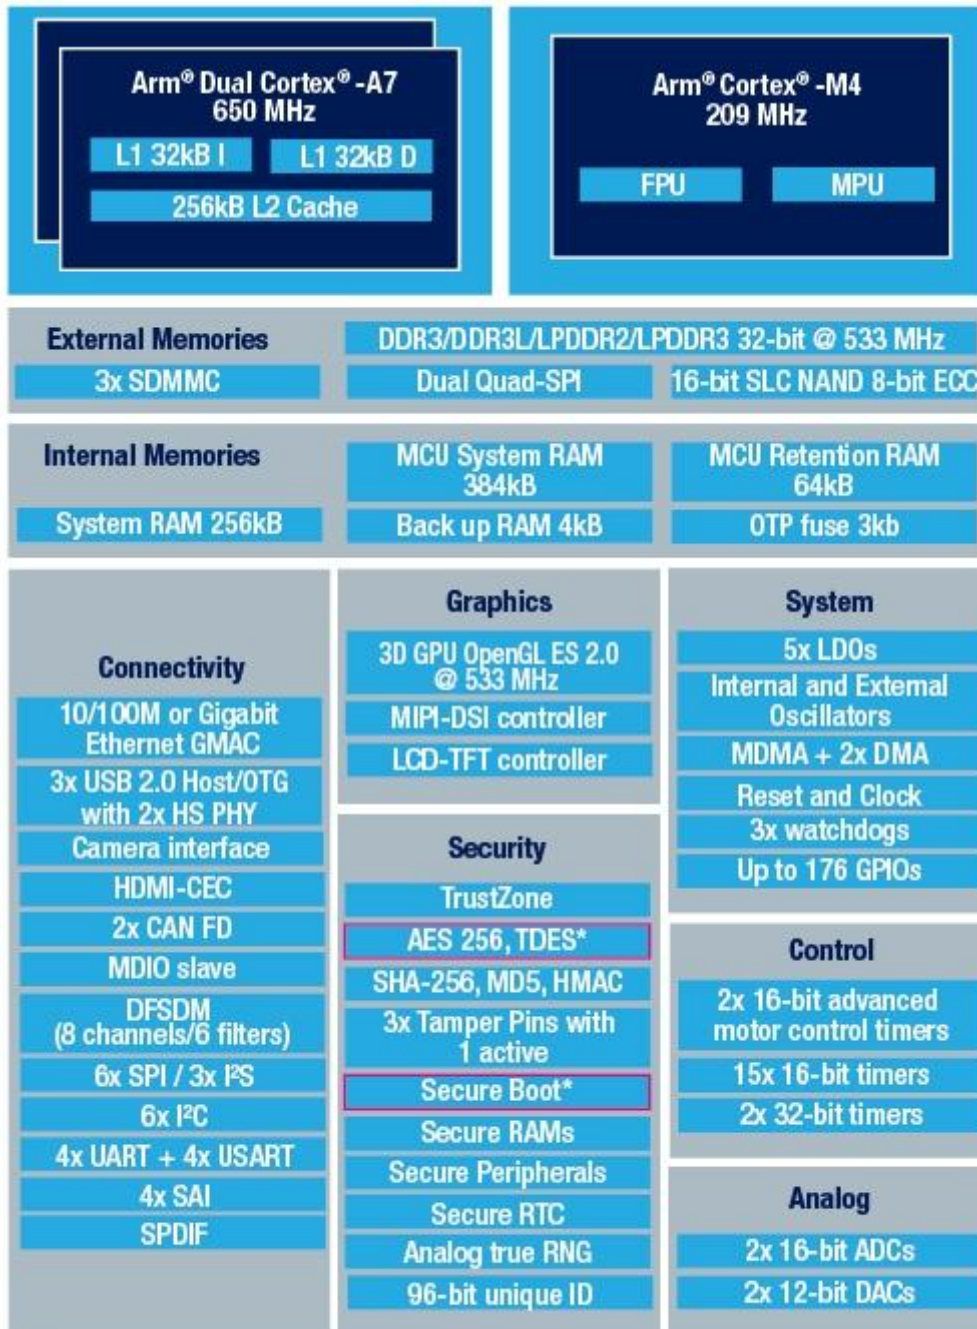 Arm® Dual Cortex® -A7
650 MHz
L1 32kB I
L1 32kB D
256kB L2 Cache
Arm® Cortex® -M4
209 MHz
FPU
MPU
External Memories
DDR3/DDR3L/LPDDR2/LPDDR3 32-bit @ 533 MHz
3x SDMMC
Dual Quad-SPI
16-bit SLC NAND 8-bit ECC
Internal Memories
MCU System RAM
384kB
MCU Retention RAM
64kB
System RAM 256kB
Back up RAM 4kB
OTP fuse 3kb
Connectivity
10/100M or Gigabit
Ethernet GMAC
3x USB 2.0 Host/OTG
with 2x HS PHY
Camera interface
HDMI-CEC
2x CAN FD
MDIO slave
DFSDM
(8 channels/6 filters)
6x SPI / 3x I²S
6x I²C
4x UART + 4x USART
4x SAI
SPDIF
Graphics
3D GPU OpenGL ES 2.0
@ 533 MHz
MIPI-DSI controller
LCD-TFT controller
Security
TrustZone
AES 256, TDES*
SHA-256, MD5, HMAC
3x Tamper Pins with
1 active
Secure Boot*
Secure RAMs
Secure Peripherals
Secure RTC
Analog true RNG
96-bit unique ID
System
5x LDOs
Internal and External
Oscillators
MDMA + 2x DMA
Reset and Clock
3x watchdogs
Up to 176 GPIOs
Control
2x 16-bit advanced
motor control timers
15x 16-bit timers
2x 32-bit timers
Analog
2x 16-bit ADCs
2x 12-bit DACs